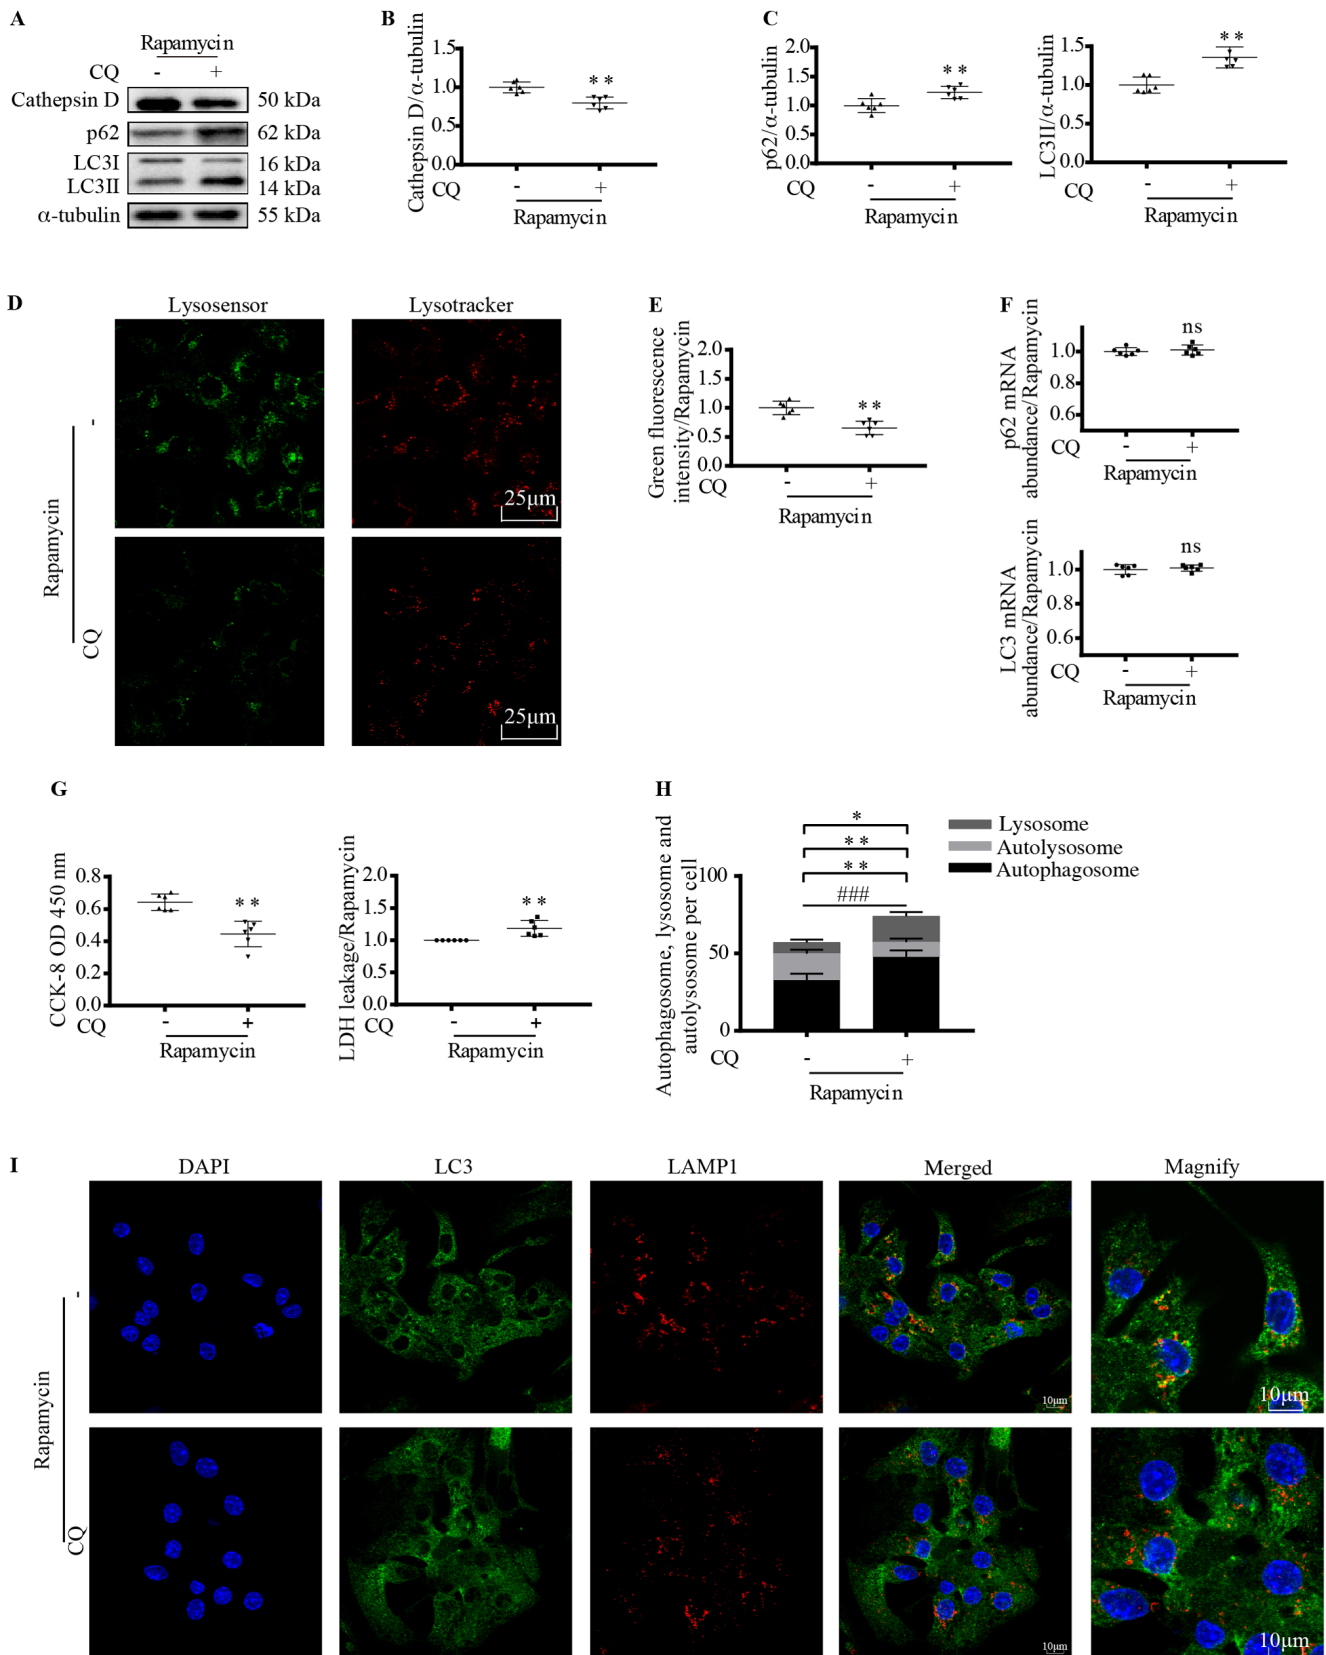 A
Rapamycin
CQ - +
Cathepsin D 50 kDa
p62 62 kDa
LC3I 16 kDa
LC3II 14 kDa
α-tubulin 55 kDa
B
Cathepsin D/α-tubulin
1.5
1.0
0.5
0.0
**
CQ - +
Rapamycin
C
p62/α-tubulin
2.0
1.5
1.0
0.5
0.0
**
CQ - +
Rapamycin
LC3II/α-tubulin
1.5
1.0
0.5
0.0
**
CQ - +
Rapamycin
D
Lysosensor Lysotracker
Rapamycin
-
CQ
25μm
25μm
E
Green fluorescence
intensity/Rapamycin
2.0
1.5
1.0
0.5
0.0
**
CQ - +
Rapamycin
F
p62 mRNA
abundance/Rapamycin
1.0
0.8
0.6
ns
CQ - +
Rapamycin
LC3 mRNA
abundance/Rapamycin
1.0
0.8
0.6
ns
CQ - +
Rapamycin
G
CCK-8 OD 450 nm
0.8
0.6
0.4
0.2
0.0
**
CQ - +
Rapamycin
LDH leakage/Rapamycin
2.0
1.5
1.0
0.5
0.0
**
CQ - +
Rapamycin
H
Autophagosome, lysosome and
autolysosome per cell
100
50
0
*
**
**
###
Lysosome
Autolysosome
Autophagosome
CQ - +
Rapamycin
I
DAPI LC3 LAMP1 Merged Magnify
Rapamycin
-
CQ
10μm
10μm
10μm
10μm